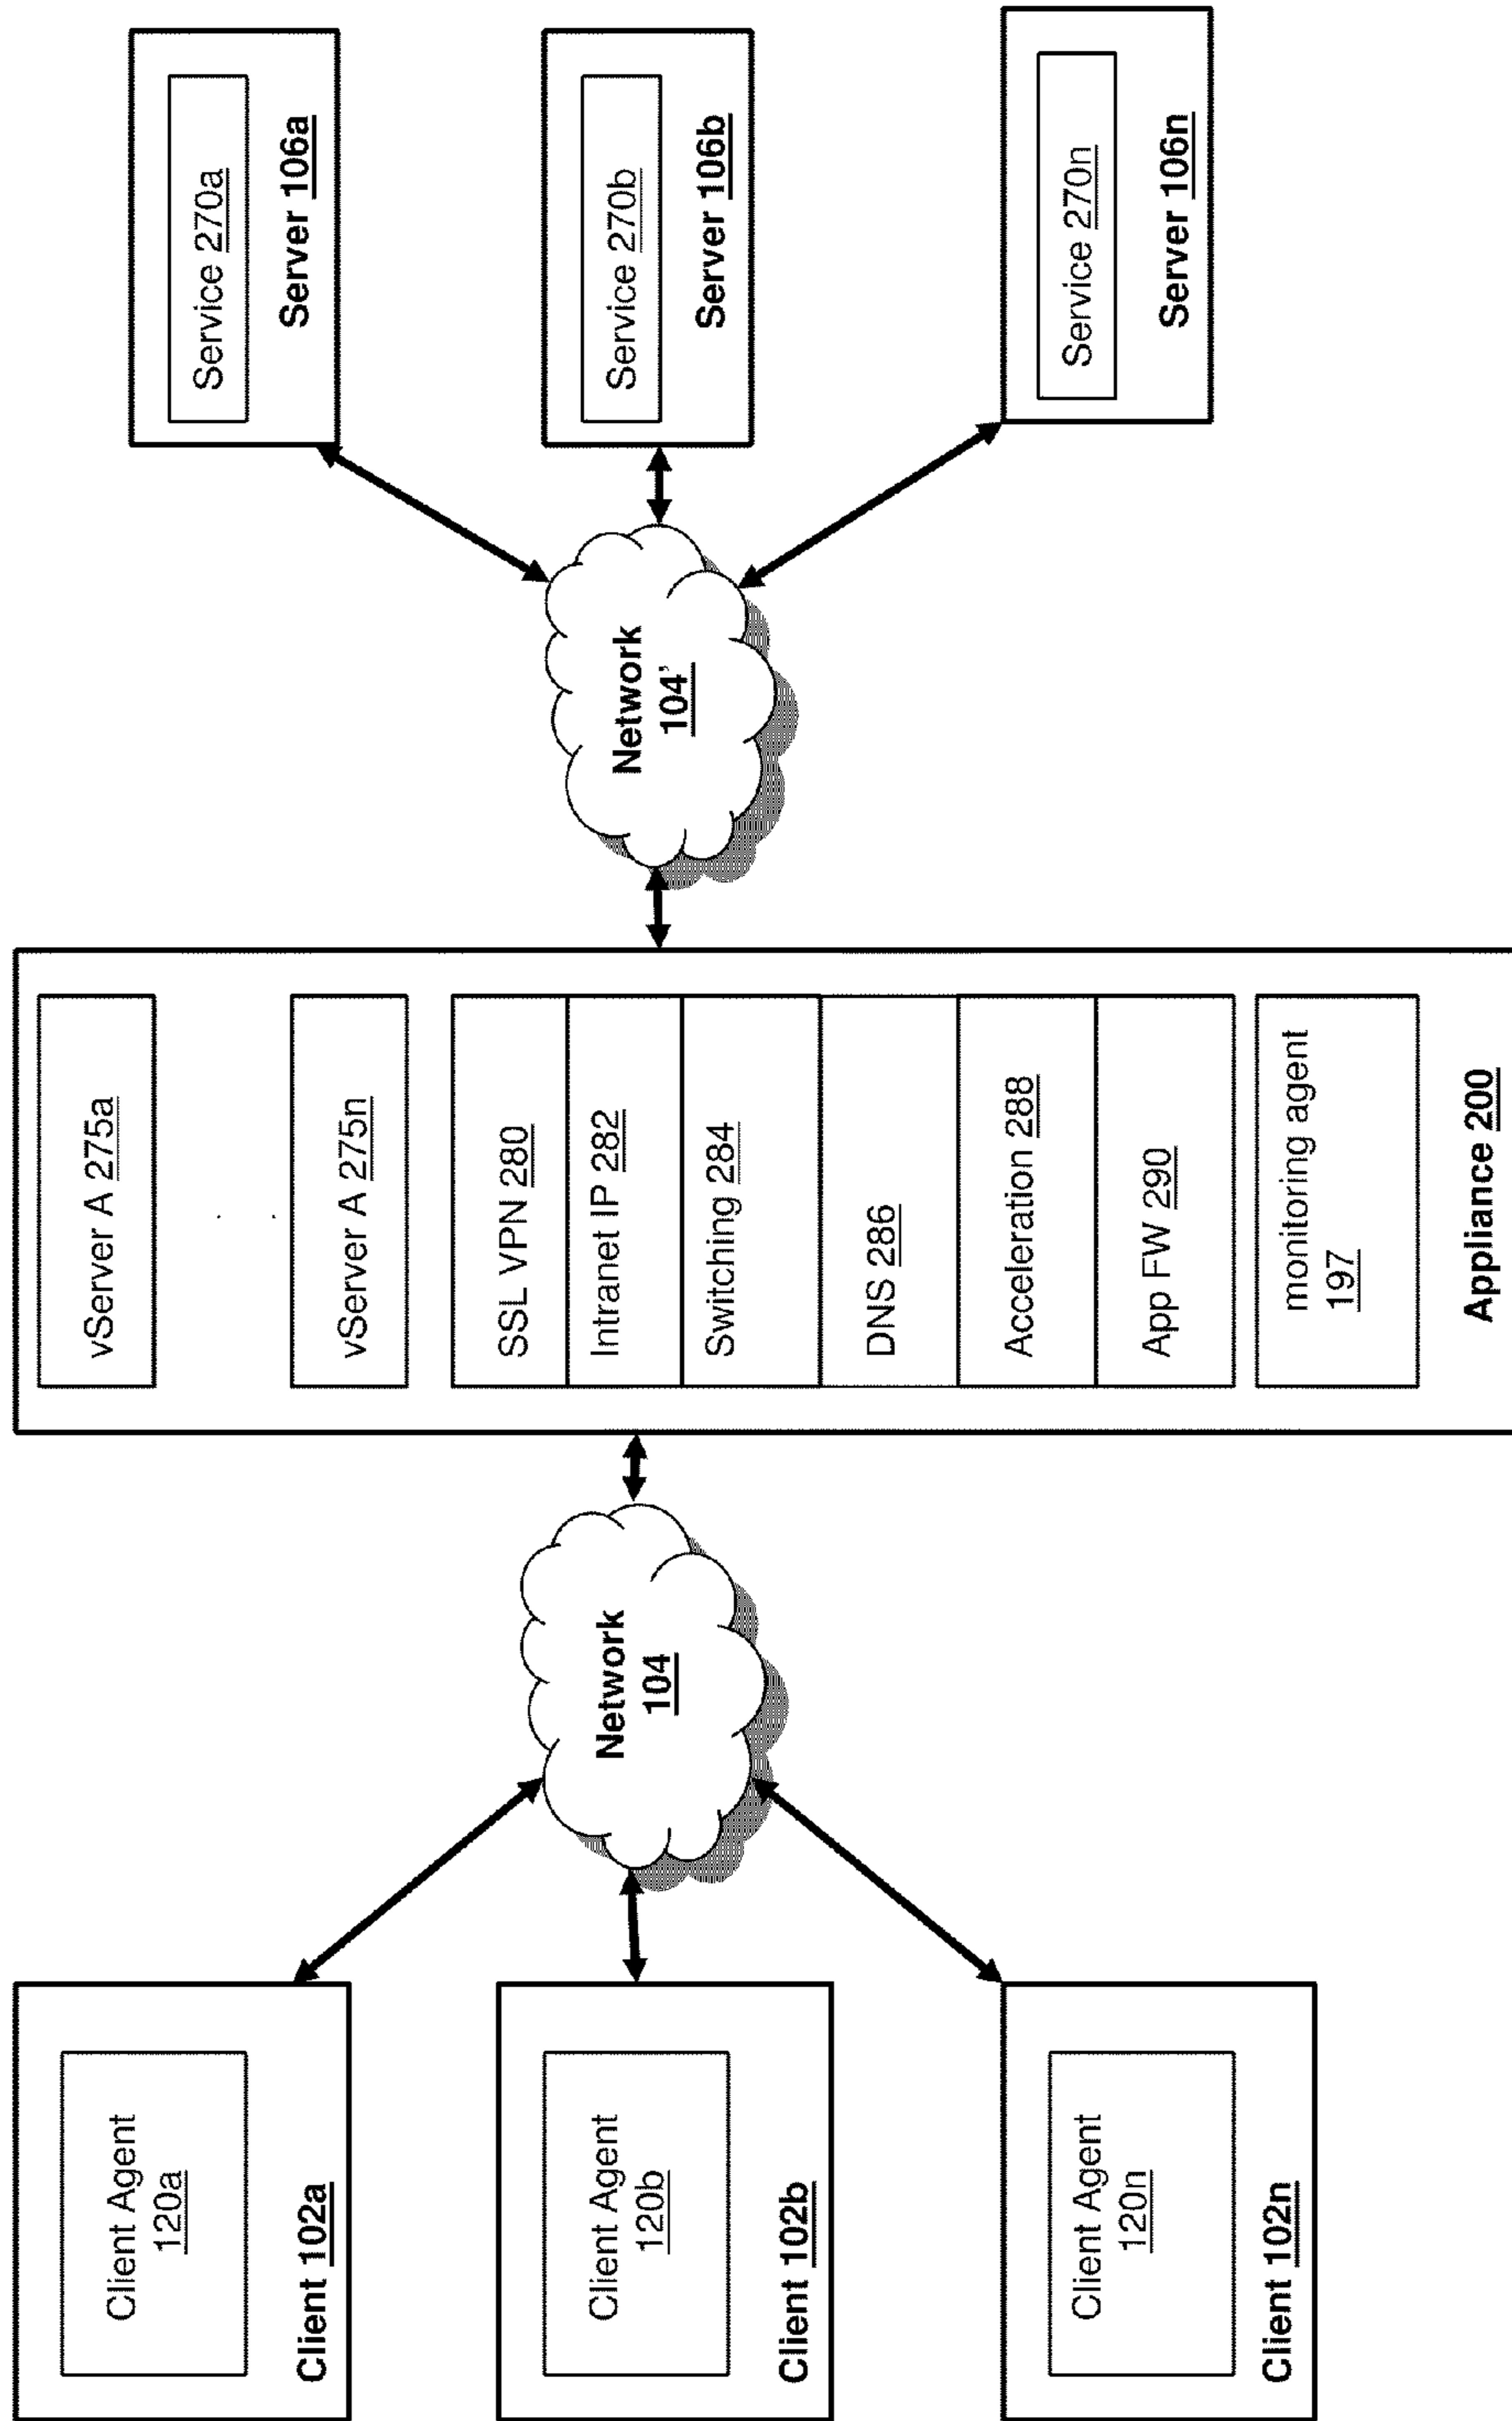 Client Agent
120a
Client 102a
Client Agent
120b
Client 102b
Client Agent
120n
Client 102n
Network
104
vServer A 275a
vServer A 275n
SSL VPN 280
Intranet IP 282
Switching 284
DNS 286
Acceleration 288
App FW 290
monitoring agent
197
Appliance 200
Network
104'
Service 270a
Server 106a
Service 270b
Server 106b
Service 270n
Server 106n